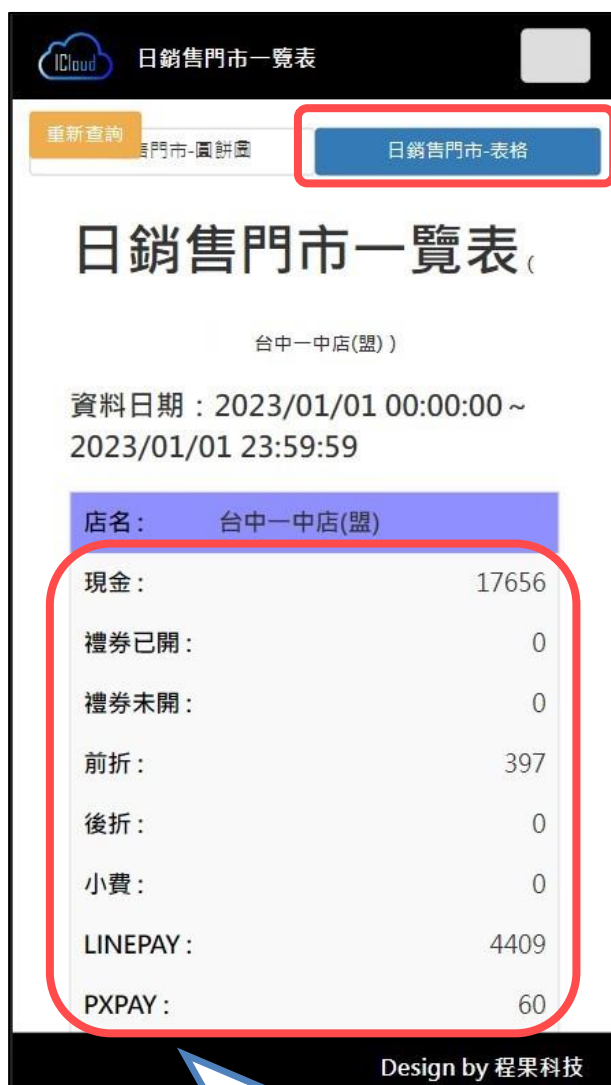 ICloud 日銷售門市一覽表
重新查詢 售門市-圓餅圖 日銷售門市-表格
日銷售門市一覽表 (
台中一中店(盟) )
資料日期：2023/01/01 00:00:00 ~
2023/01/01 23:59:59
店名： 台中一中店(盟)
現金： 17656
禮券已開： 0
禮券未開： 0
前折： 397
後折： 0
小費： 0
LINEPAY： 4409
PXPAY： 60
Design by 程果科技